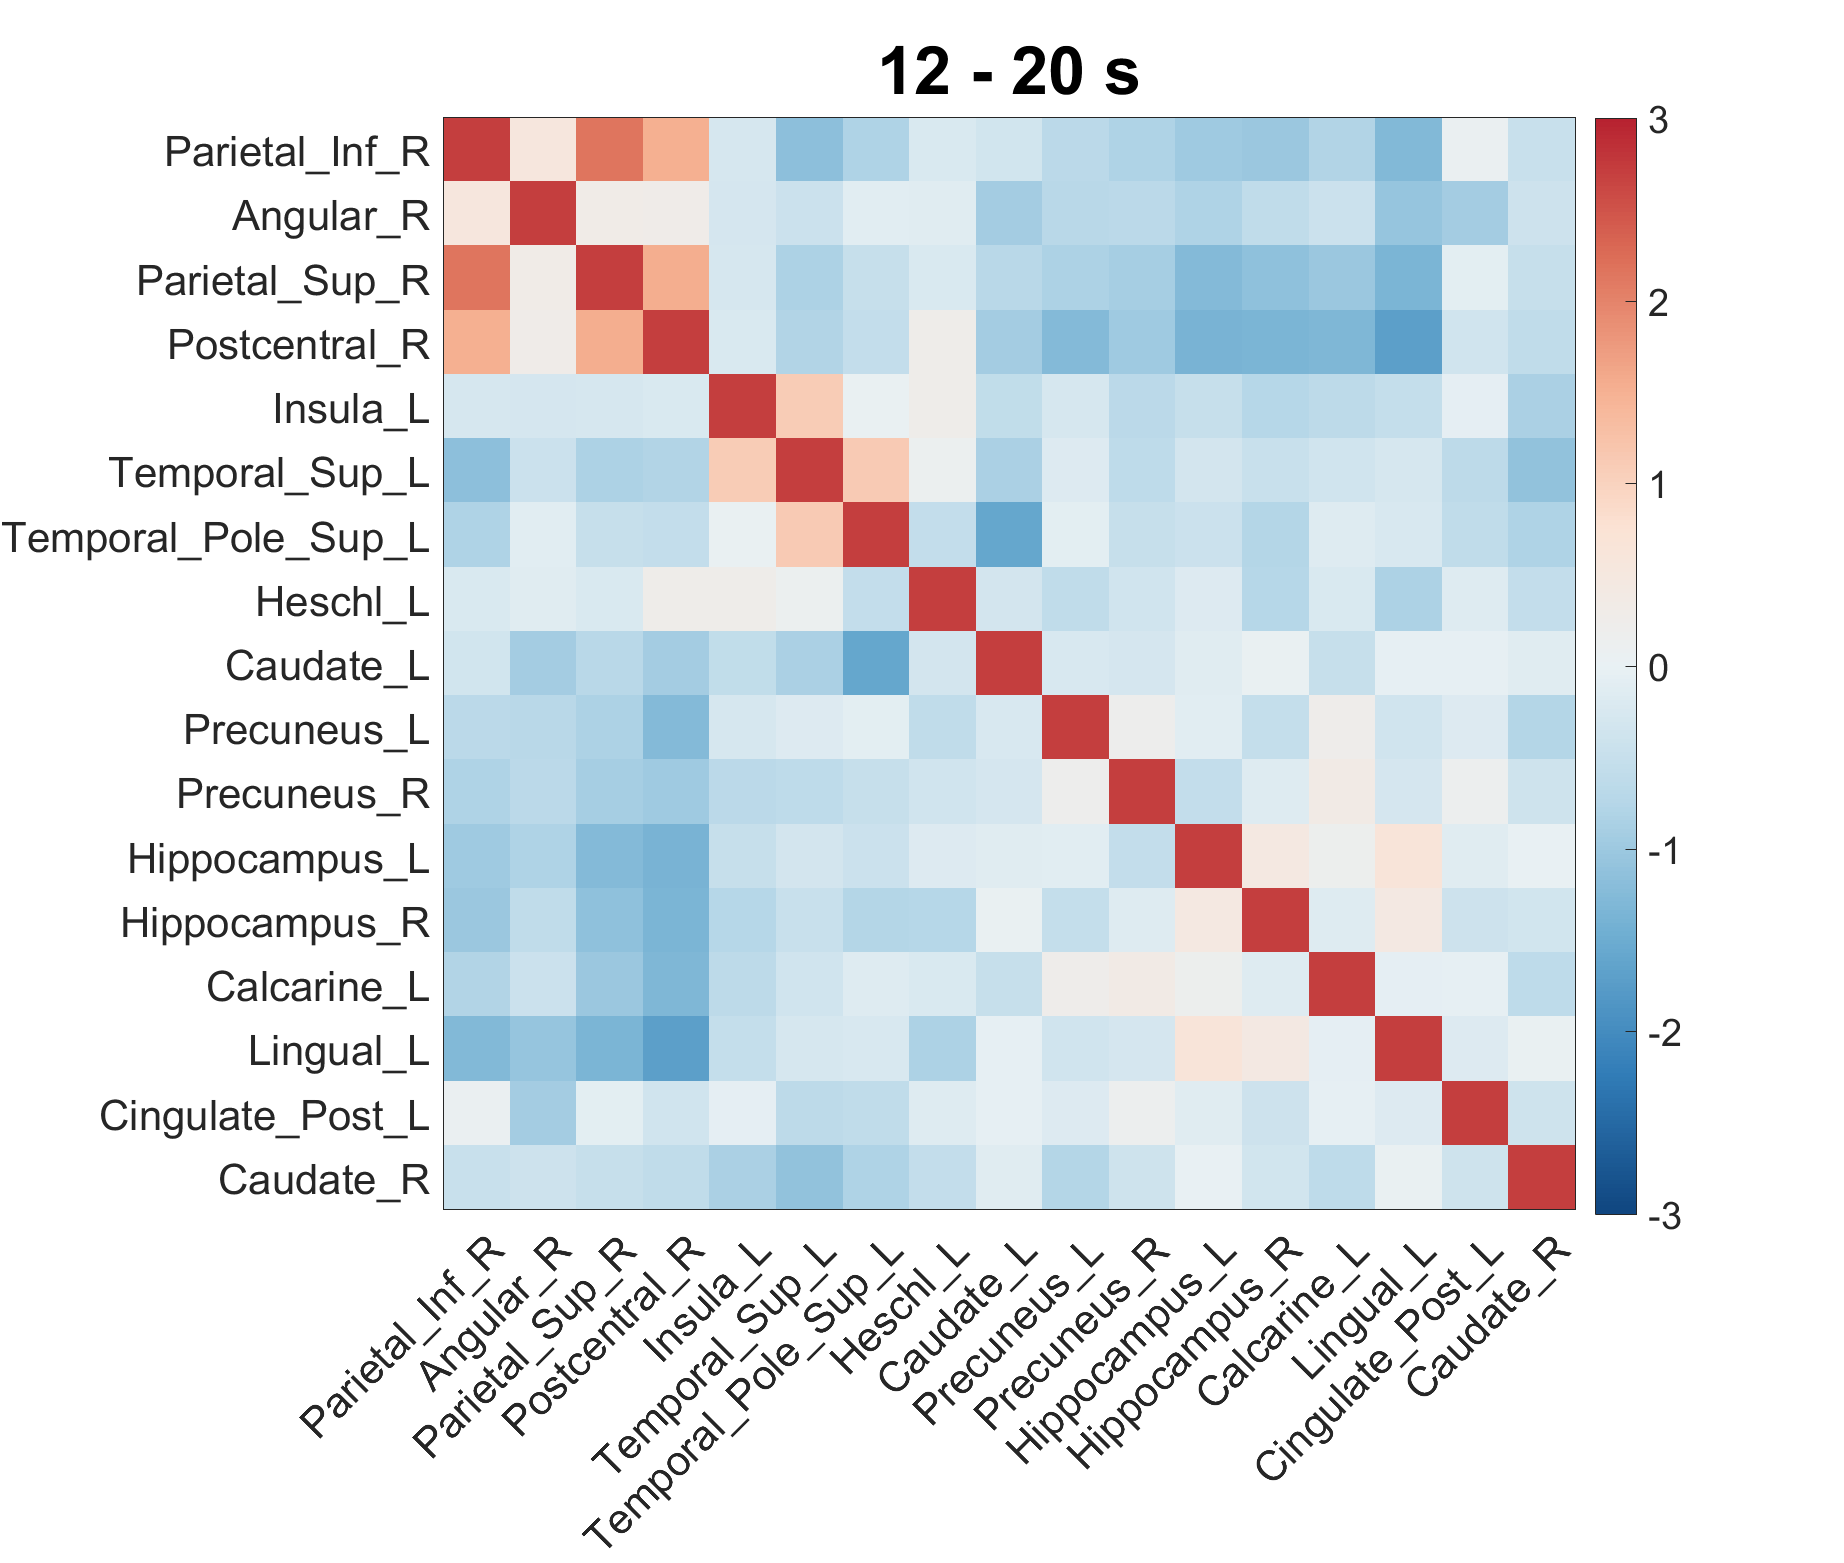 12 - 20 s
Parietal_Inf_R
Angular_R
Parietal_Sup_R
Postcentral_R
Insula_L
Temporal_Sup_L
Temporal_Pole_Sup_L
Heschl_L
Caudate_L
Precuneus_L
Precuneus_R
Hippocampus_L
Hippocampus_R
Calcarine_L
Lingual_L
Cingulate_Post_L
Caudate_R
3
2
1
0
-1
-2
-3
Parietal_Inf_R
Angular_R
Parietal_Sup_R
Postcentral_R
Insula_L
Temporal_Sup_L
Temporal_Pole_Sup_L
Heschl_L
Caudate_L
Precuneus_L
Precuneus_R
Hippocampus_L
Hippocampus_R
Calcarine_L
Lingual_L
Cingulate_Post_L
Caudate_R